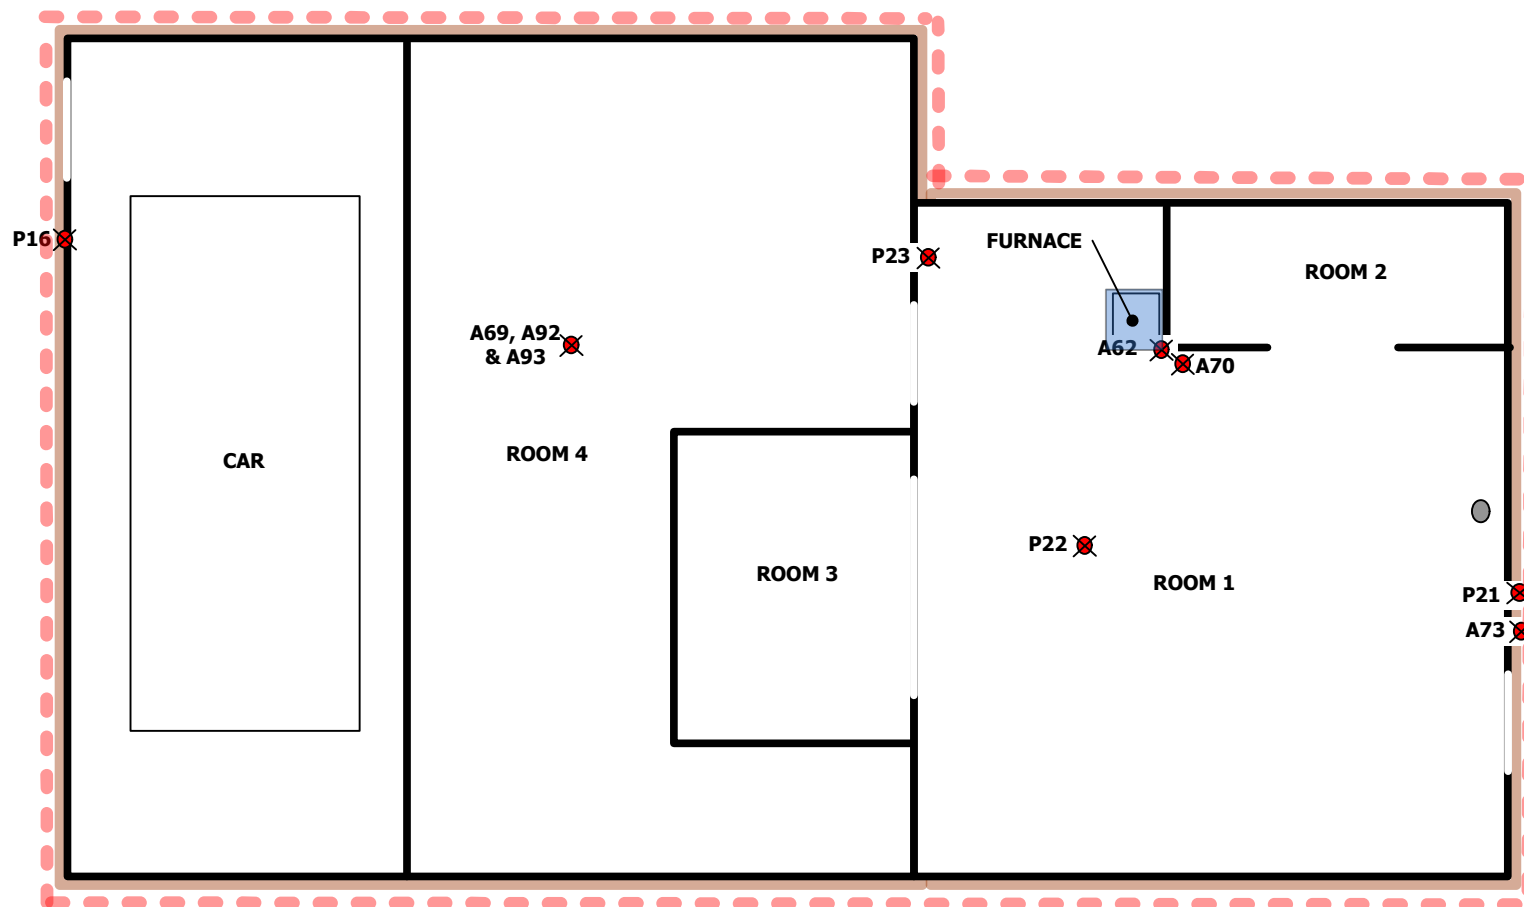 P16
P23
FURNACE
ROOM 2
A69, A92
& A93
A62
A70
CAR
ROOM 4
P22
ROOM 3
ROOM 1
P21
A73